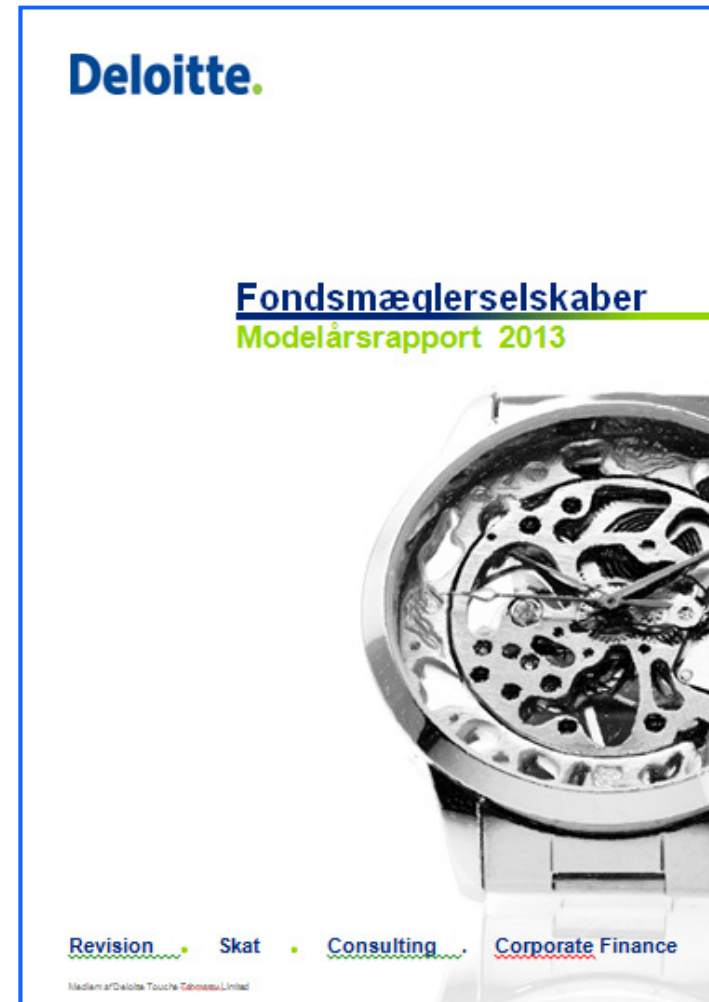 Deloitte.
Fondsmæglerselskaber
Modelårsrapport 2013
Revision . Skat . Consulting . Corporate Finance
Medlem af Deloitte Touche Tohmatsu Limited